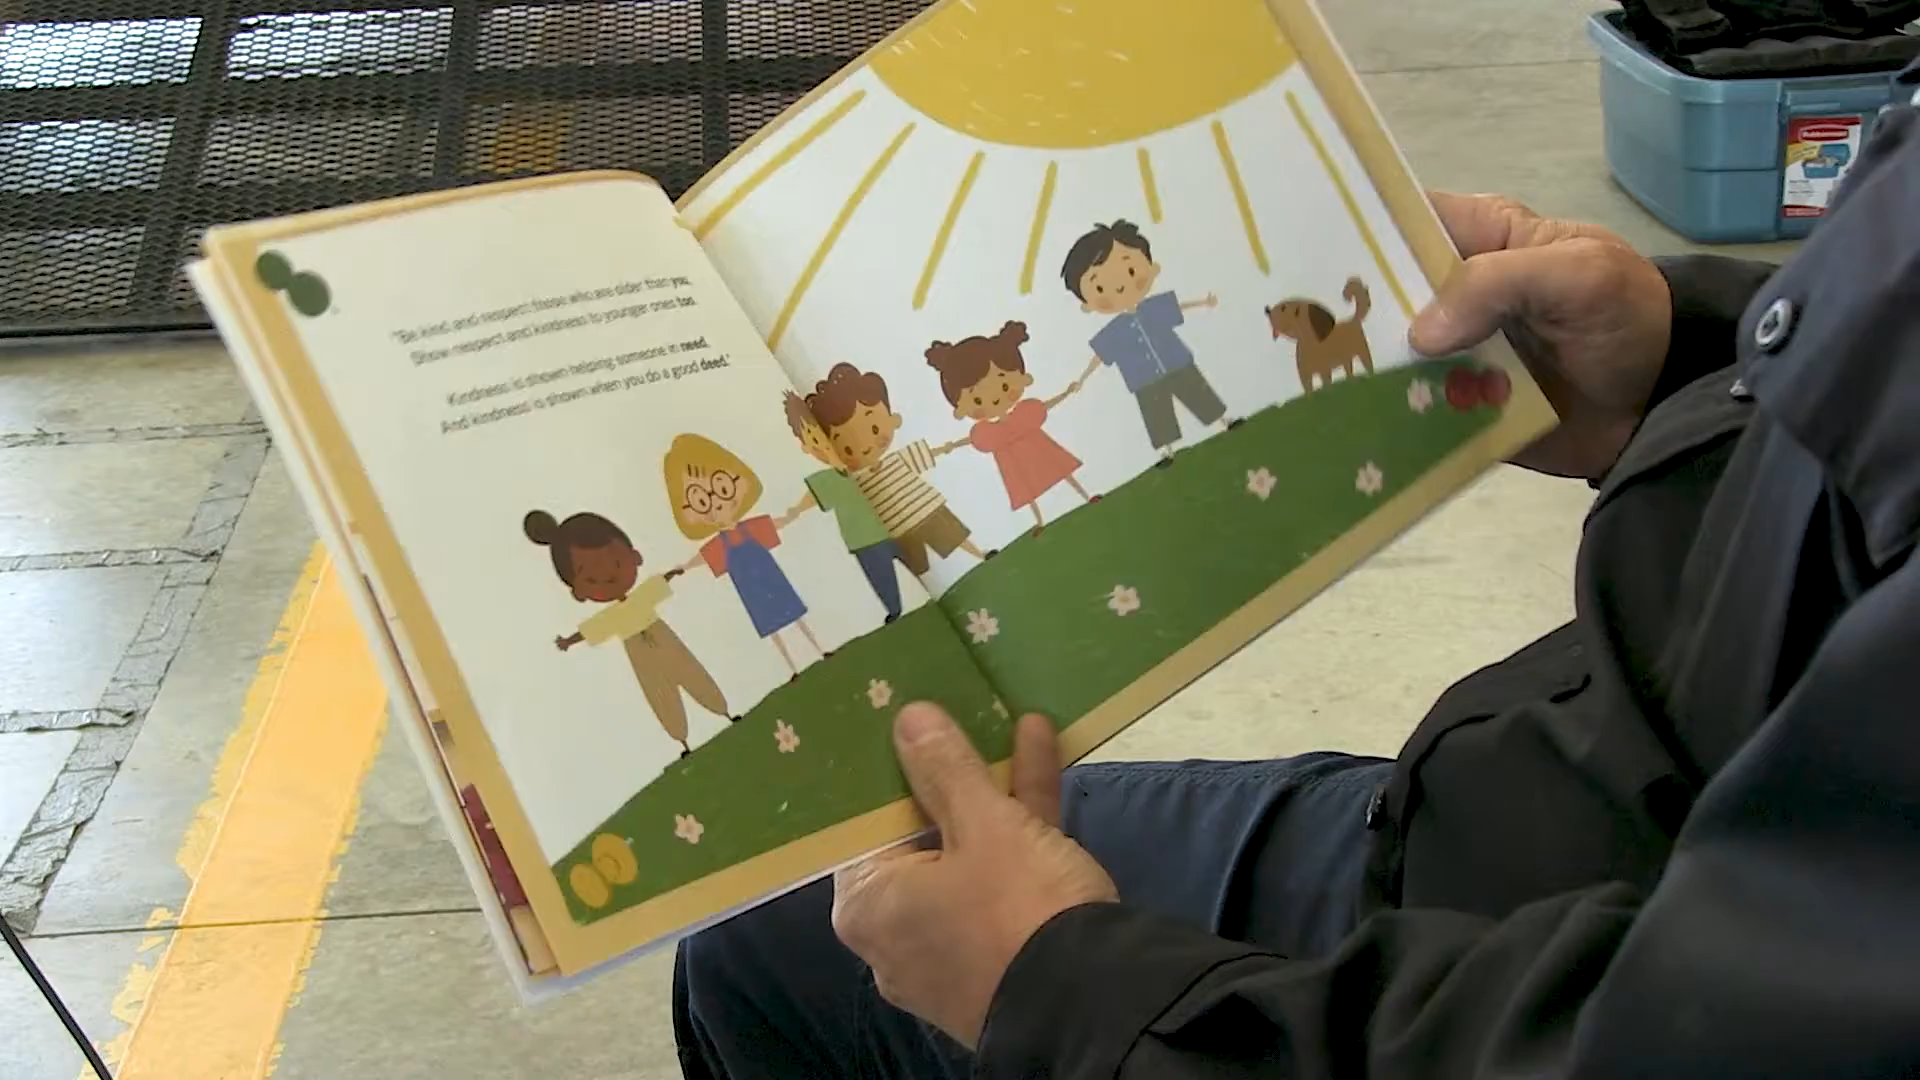 "Be kind and respect those who are older than you.
Show respect and kindness to younger ones too.
Kindness is shown helping someone in need.
And kindness is shown when you do a good deed."
Rubbermaid